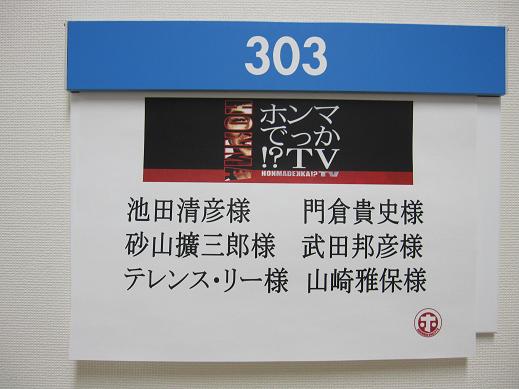 303
ホンマ
でっか
!?TV
HONMADEKKA!?TV
池田清彦様 門倉貴史様
砂山擴三郎様 武田邦彦様
テレンス・リー様 山崎雅保様